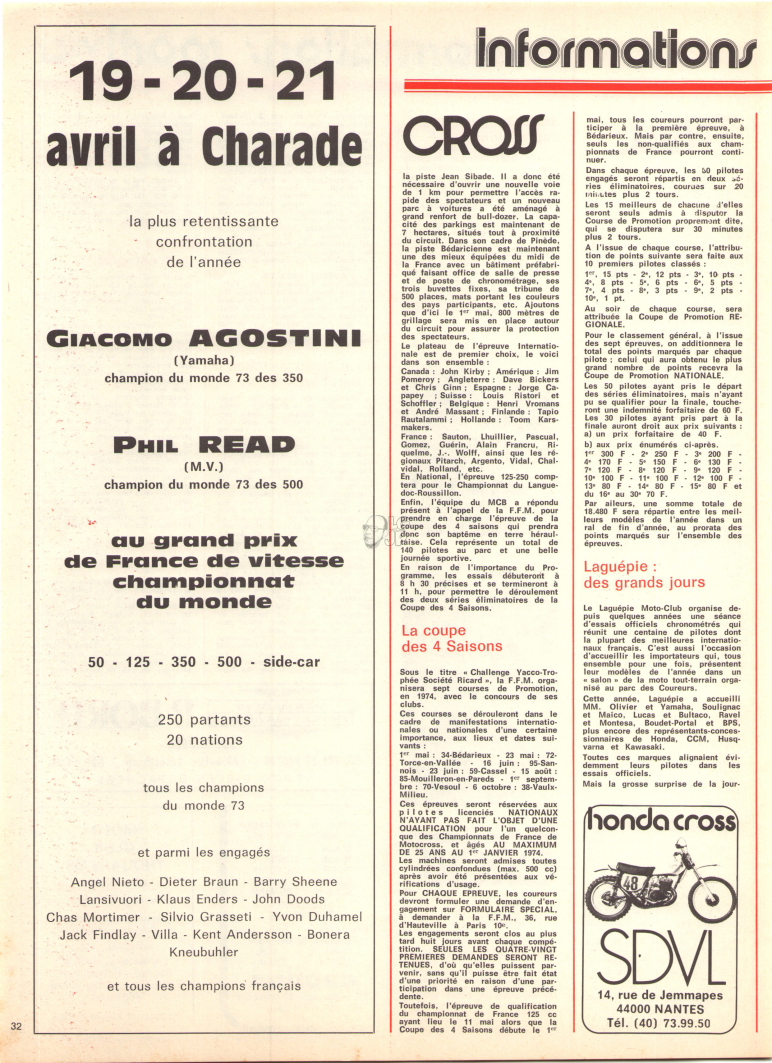 19-20-21
avril à Charade
la plus retentissante
confrontation
de l'année
GIACOMO AGOSTINI
(Yamaha)
champion du monde 73 des 350
PHIL READ
(M.V.)
champion du monde 73 des 500
au grand prix
de France de vitesse
championnat
du monde
50 - 125 - 350 - 500 - side-car
250 partants
20 nations
tous les champions
du monde 73
et parmi les engagés
Angel Nieto - Dieter Braun - Barry Sheene
Lansivuori - Klaus Enders - John Doods
Chas Mortimer - Silvio Grasseti - Yvon Duhamel
Jack Findlay - Villa - Kent Andersson - Bonera
Kneubuhler
et tous les champions français
32
informations
CROSS
la piste Jean Sibade. Il a donc été
nécessaire d'ouvrir une nouvelle voie
de 1 km pour permettre l'accès ra-
pide des spectateurs et un nouveau
parc à voitures a été aménagé à
grand renfort de bull-dozer. La capa-
cité des parkings est maintenant de
7 hectares, situés tout à proximité
du circuit. Dans son cadre de Pinède,
la piste Bédaricienne est maintenant
une des mieux équipées du midi de
la France avec un bâtiment préfabri-
qué faisant office de salle de presse
et de poste de chronométrage, ses
trois buvettes fixes, sa tribune de
500 places, mats portant les couleurs
des pays participants, etc. Ajoutons
que d'ici le 1er mai, 800 mètres de
grillage sera mis en place autour
du circuit pour assurer la protection
des spectateurs.
Le plateau de l'épreuve Internatio-
nale est de premier choix, le voici
dans son ensemble :
Canada : John Kirby ; Amérique : Jim
Pomeroy ; Angleterre : Dave Bickers
et Chris Ginn ; Espagne : Jorge Ca-
papey ; Suisse : Louis Ristori et
Schoffler ; Belgique : Henri Vromans
et André Massant ; Finlande : Tapio
Rautalammi ; Hollande : Toom Kars-
makers.
France : Sauton, Lhuillier, Pascual,
Gomez, Guérin, Alain Francru, Ri-
quelme, J.-. Wolff, ainsi que les ré-
gionaux Pitarch, Argento, Vidal, Chal-
vidal, Rolland, etc.
En National, l'épreuve 125-250 comp-
tera pour le Championnat du Langue-
doc-Roussillon.
Enfin, l'équipe du MCB a répondu
présent à l'appel de la F.F.M. pour
prendre en charge l'épreuve de la
coupe des 4 saisons qui prendra
donc son baptême en terre hérault-
taise. Cela représente un total de
140 pilotes au parc et une belle
journée sportive.
En raison de l'importance du Pro-
gramme, les essais débuteront à
8 h 30 précises et se termineront à
11 h, pour permettre le déroulement
des deux séries éliminatoires de la
Coupe des 4 Saisons.
La coupe
des 4 Saisons
Sous le titre « Challenge Yacco-Tro-
phée Société Ricard », la F.F.M. orga-
nisera sept courses de Promotion,
en 1974, avec le concours de ses
clubs.
Ces courses se dérouleront dans le
cadre de manifestations internatio-
nales ou nationales d'une certaine
importance, aux lieux et dates sui-
vants :
1er mai : 34-Bédarieux - 23 mai : 72-
Torce-en-Vallée - 16 juin : 95-San-
nois - 23 juin : 59-Cassel - 15 août :
85-Mouilleron-en-Pareds - 1er septem-
bre : 70-Vesoul - 6 octobre : 38-Vaulx-
Milieu.
Ces épreuves seront réservées aux
pilotes licenciés NATIONAUX
N'AYANT PAS FAIT L'OBJET D'UNE
QUALIFICATION pour l'un quelcon-
que des Championnats de France de
Motocross, et âgés AU MAXIMUM
DE 25 ANS AU 1er JANVIER 1974.
Les machines seront admises toutes
cylindrées confondues (max. 500 cc)
après avoir été présentées aux vé-
rifications d'usage.
Pour CHAQUE EPREUVE, les coureurs
devront formuler une demande d'en-
gagement sur FORMULAIRE SPECIAL,
à demander à la F.F.M., 36, rue
d'Hauteville à Paris 10e.
Les engagements seront clos au plus
tard huit jours avant chaque compé-
tition. SEULES LES QUATRE-VINGT
PREMIERES DEMANDES SERONT RE-
TENUES, d'où qu'elles puissent par-
venir, sans qu'il puisse être fait état
d'une priorité en raison d'une par-
ticipation dans une épreuve précé-
dente.
Toutefois, l'épreuve de qualification
du championnat de France 125 cc
ayant lieu le 11 mai alors que la
Coupe des 4 Saisons débute le 1er
mai, tous les coureurs pourront par-
ticiper à la première épreuve, à
Bédarieux. Mais par contre, ensuite,
seuls les non-qualifiés aux cham-
pionnats de France pourront conti-
nuer.
Dans chaque épreuve, les 50 pilotes
engagés seront répartis en deux sé-
ries éliminatoires, courues sur 20
minutes plus 2 tours.
Les 15 meilleurs de chacune d'elles
seront seuls admis à disputer la
Course de Promotion proprement dite,
qui se disputera sur 30 minutes
plus 2 tours.
A l'issue de chaque course, l'attribu-
tion de points suivante sera faite aux
10 premiers pilotes classés :
1er, 15 pts - 2e, 12 pts - 3e, 10 pts -
4e, 8 pts - 5e, 6 pts - 6e, 5 pts -
7e, 4 pts - 8e, 3 pts - 9e, 2 pts -
10e, 1 pt.
Au soir de chaque course, sera
attribuée la Coupe de Promotion RE-
GIONALE.
Pour le classement général, à l'issue
des sept épreuves, on additionnera le
total des points marqués par chaque
pilote ; celui qui aura obtenu le plus
grand nombre de points recevra la
Coupe de Promotion NATIONALE.
Les 50 pilotes ayant pris le départ
des séries éliminatoires, mais n'ayant
pu se qualifier pour la finale, touche-
ront une indemnité forfaitaire de 60 F.
Les 30 pilotes ayant pris part à la
finale auront droit aux prix suivants :
a) un prix forfaitaire de 40 F.
b) aux prix énumérés ci-après.
1er 300 F - 2e 250 F - 3e 200 F -
4e 170 F - 5e 150 F - 6e 130 F -
7e 120 F - 8e 120 F - 9e 120 F -
10e 100 F - 11e 100 F - 12e 100 F -
13e 80 F - 14e 80 F - 15e 80 F et
du 16e au 30e 70 F.
Par ailleurs, une somme totale de
18.480 F sera répartie entre les meil-
leurs modèles de l'année dans un
ral de fin d'année, au prorata des
points marqués sur l'ensemble des
épreuves.
Laguépie :
des grands jours
Le Laguépie Moto-Club organise de-
puis quelques années une séance
d'essais officiels chronométrés qui
réunit une centaine de pilotes dont
la plupart des meilleures internatio-
naux français. C'est aussi l'occasion
d'accueillir les importateurs qui, tous
ensemble pour une fois, présentent
leur modèles de l'année dans un
« salon » de la moto tout-terrain orga-
nisé au parc des Coureurs.
Cette année, Laguépie a accueilli
MM. Olivier et Yamaha, Soulignac
et Maico, Lucas et Bultaco, Ravel
et Montesa, Boudet-Portal et BPS,
plus encore des représentants-conces-
sionnaires de Honda, CCM, Husq-
varna et Kawasaki.
Toutes ces marques alignaient évi-
demment leurs pilotes dans les
essais officiels.
Mais la grosse surprise de la jour-
honda cross
48
SDVL
14, rue de Jemmapes
44000 NANTES
Tél. (40) 73.99.50